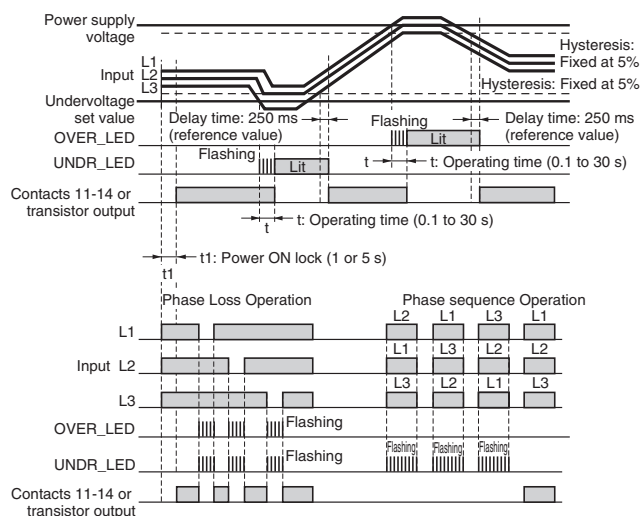 Power supply
voltage
L1
Input L2
L3
Undervoltage
set value
Hysteresis:
Fixed at 5%
Hysteresis: Fixed at 5%
Delay time: 250 ms
(reference value)
Flashing
Delay time: 250 ms
(reference value)
OVER_LED
Lit
Flashing
t
t: Operating time (0.1 to 30 s)
UNDR_LED
Lit
Contacts 11-14 or
transistor output
t
t: Operating time (0.1 to 30 s)
t1
t1: Power ON lock (1 or 5 s)
Phase Loss Operation
Phase sequence Operation
L1
L2
L1
L3
L1
Input L2
L1
L3
L2
L2
L3
L3
L2
L1
L3
OVER_LED
Flashing
UNDR_LED
Flashing
Flashing
Flashing
Flashing
Contacts 11-14 or
transistor output